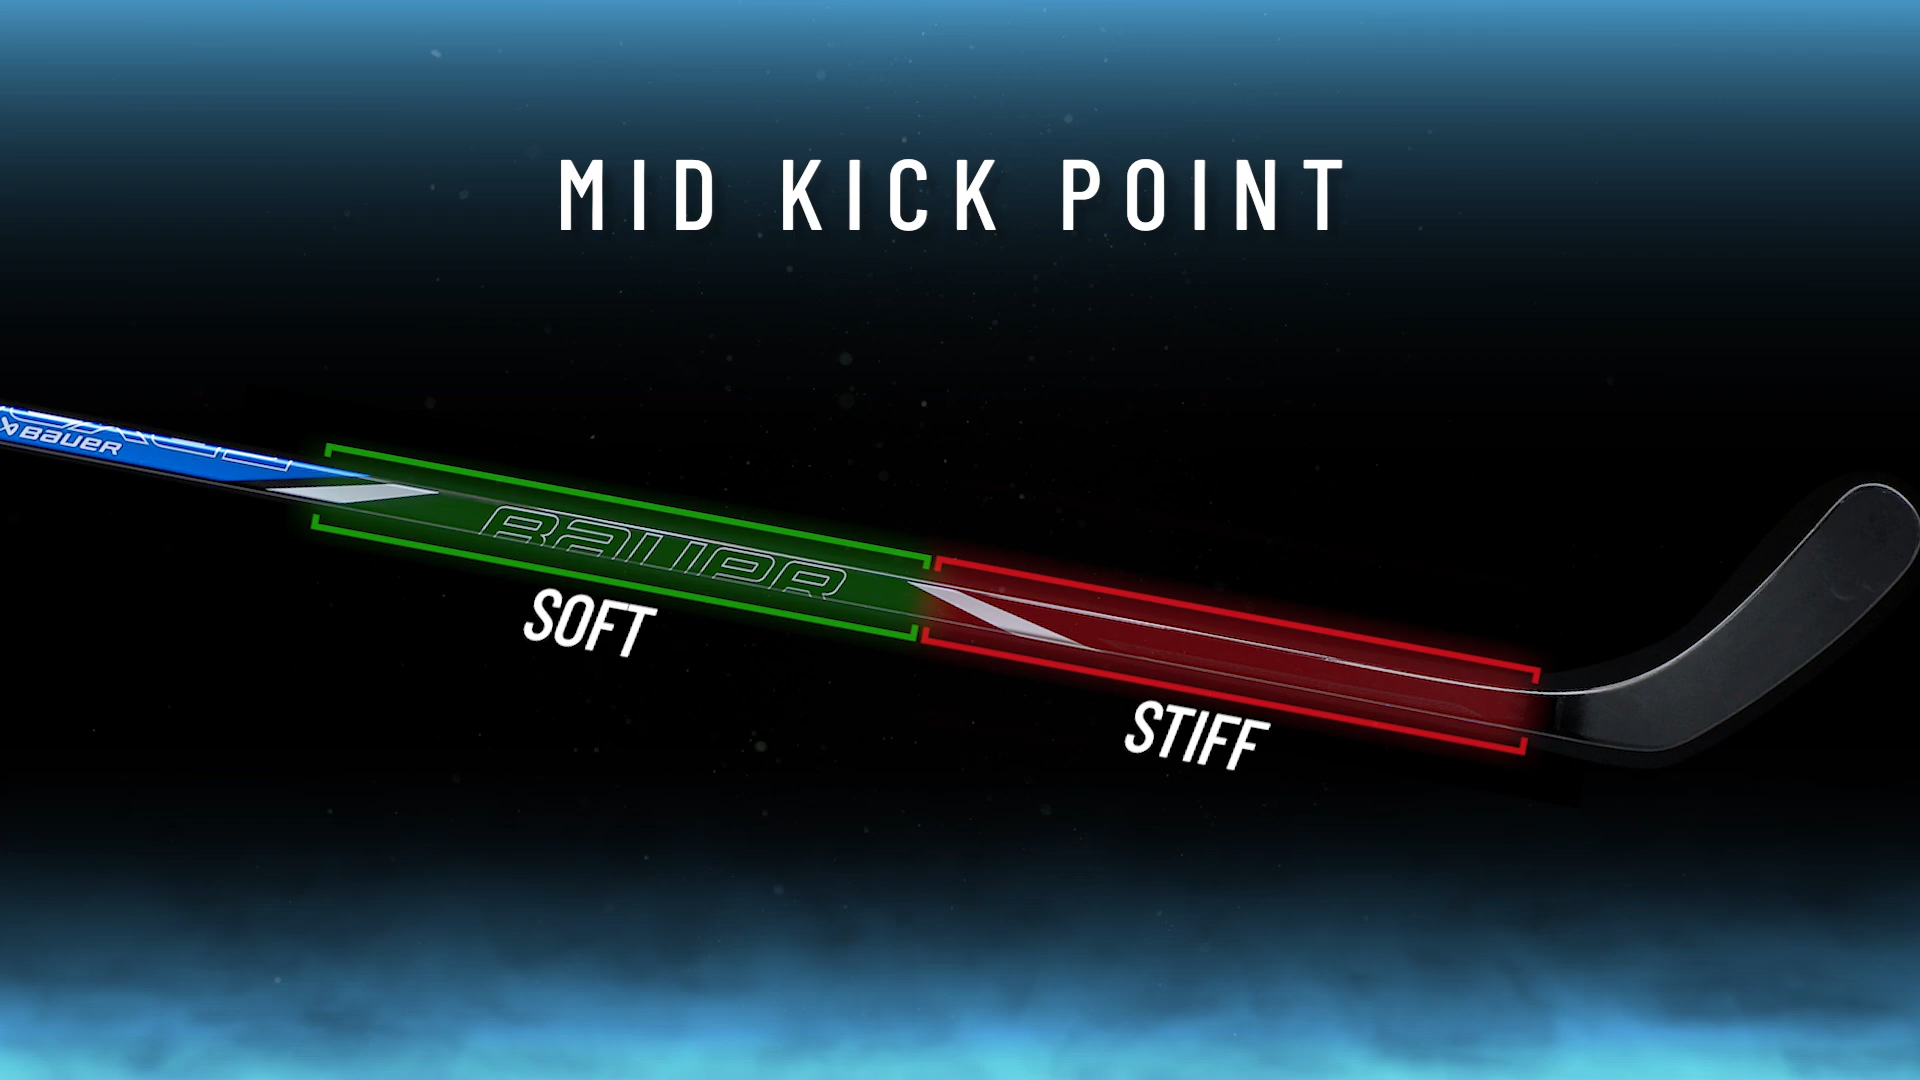 MID KICK POINT
BAUER
BAUER
SOFT
STIFF